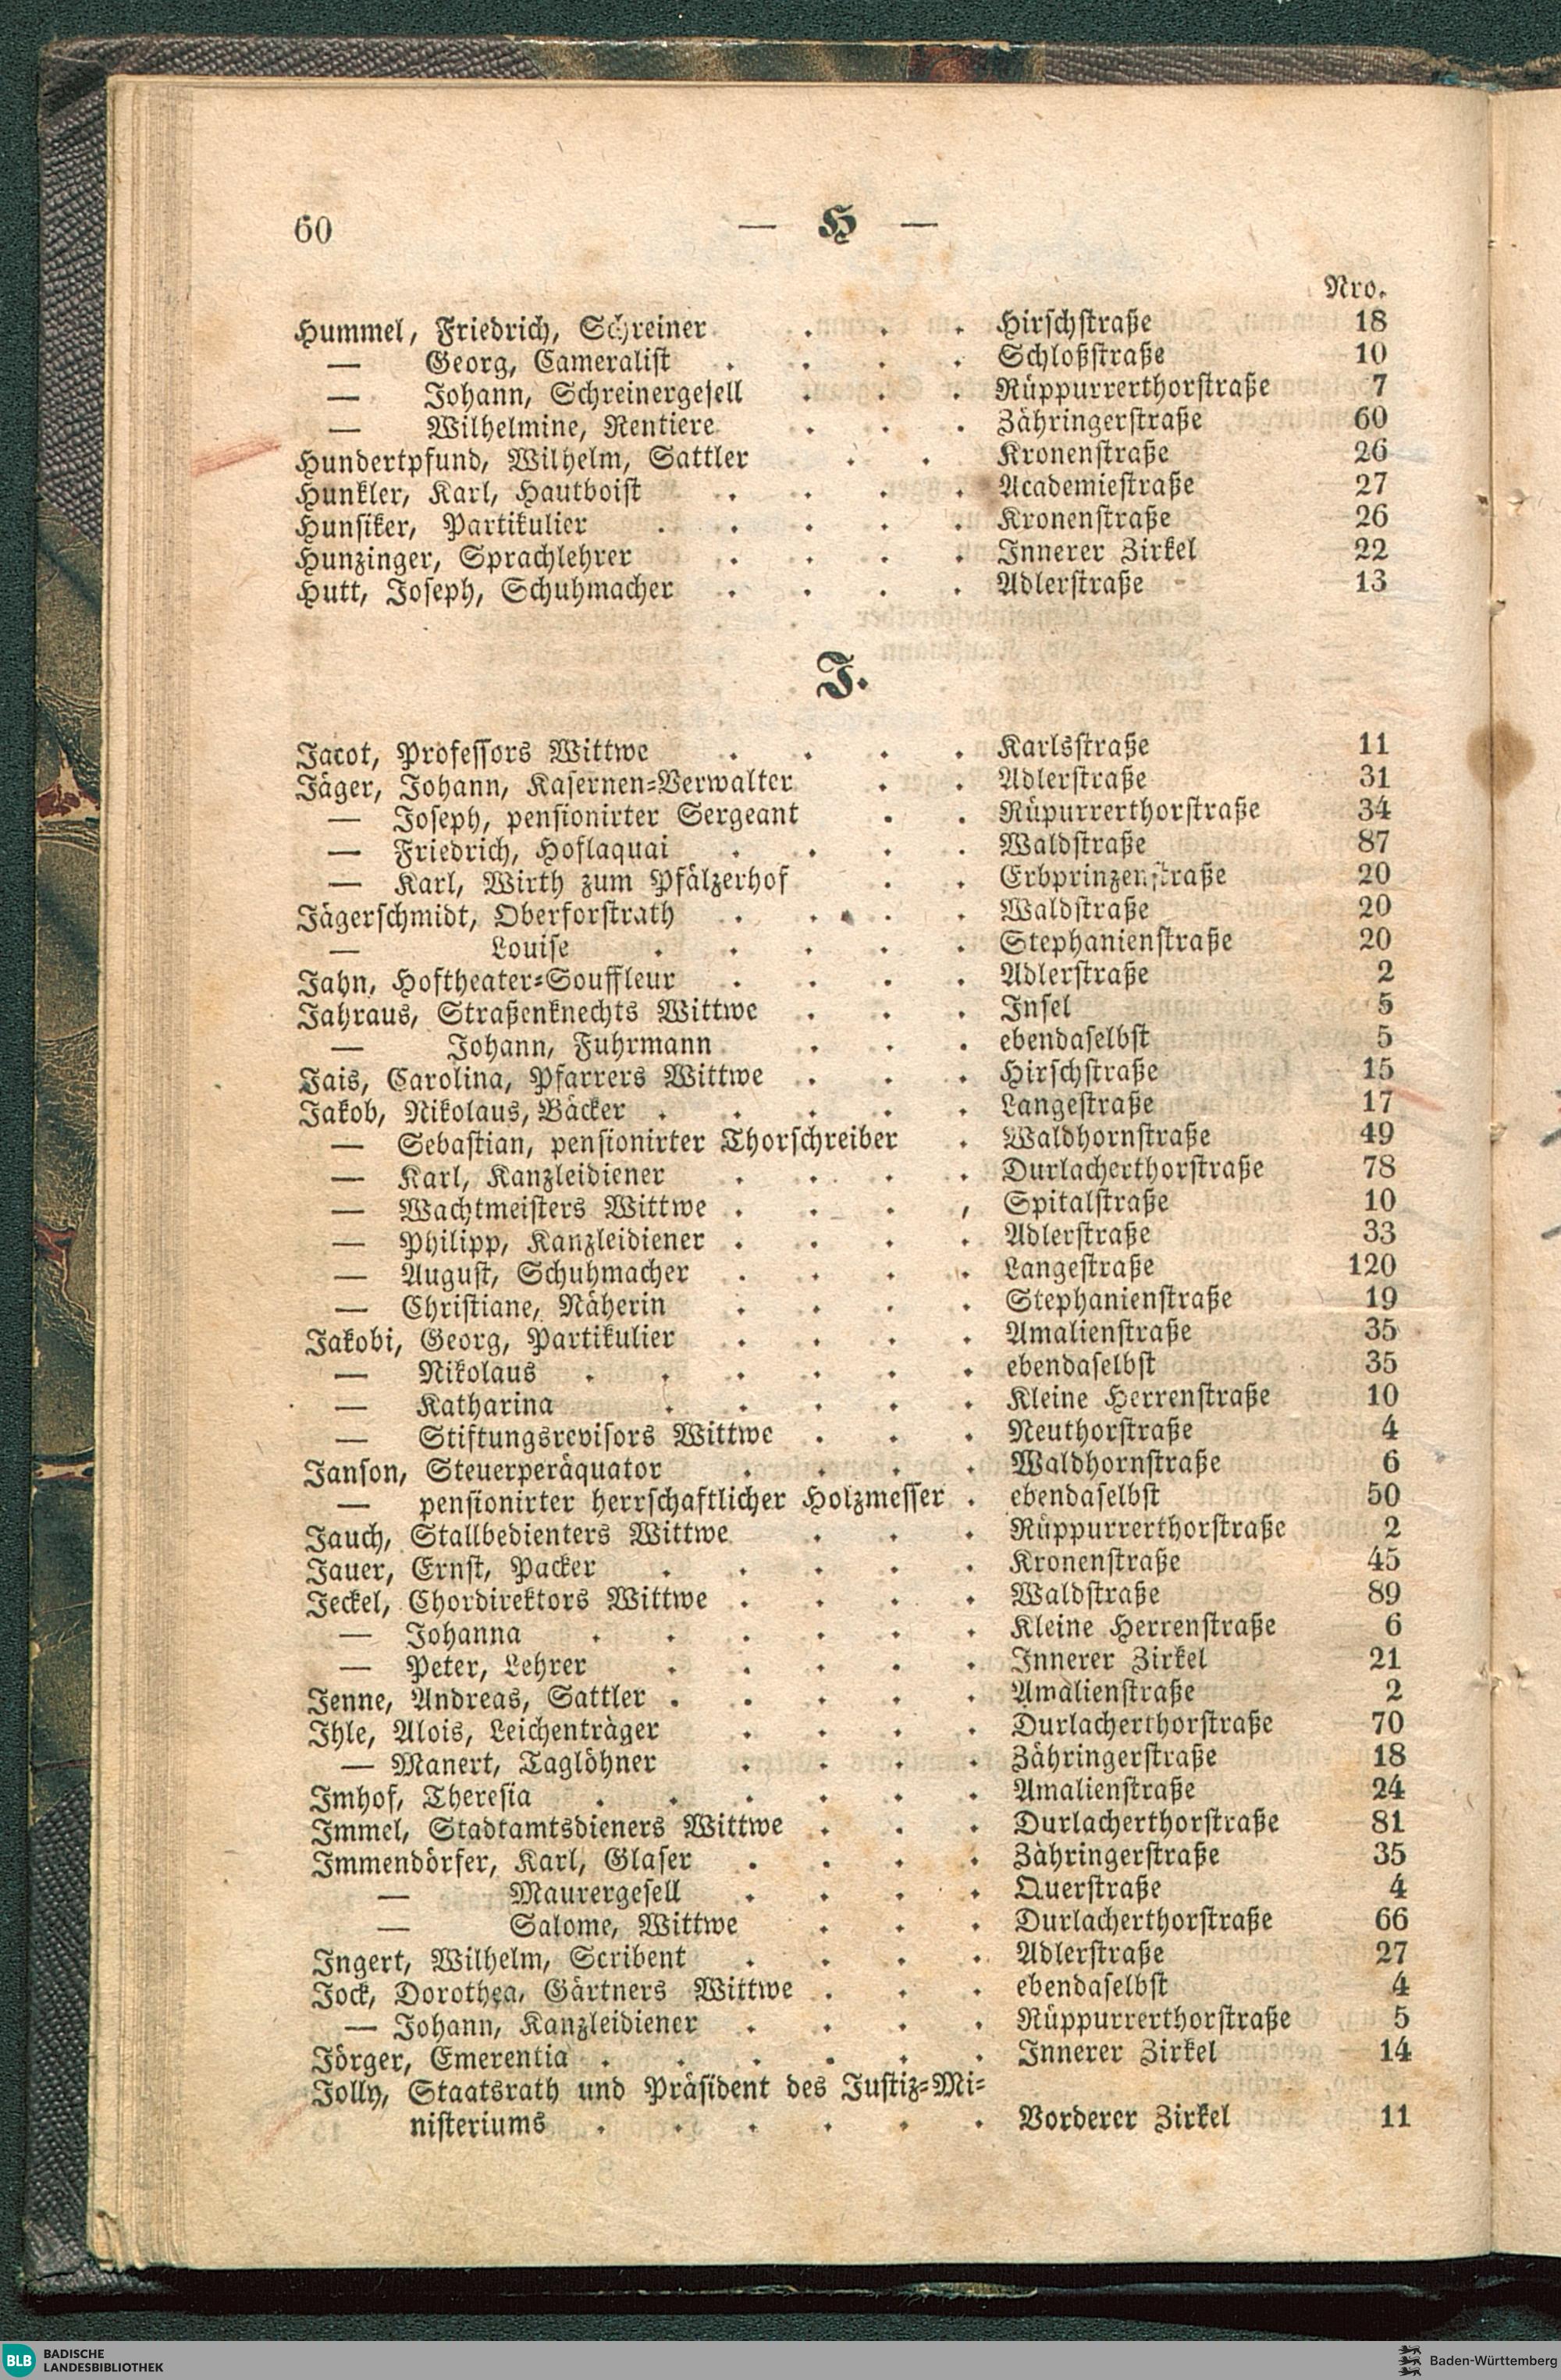 60 — H —
Nro.
Hummel, Friedrich, Schreiner . . . Hirschstraße 18
— Georg, Cameralist . . . . Schloßstraße 10
— Johann, Schreinergesell . . . Rüppurrerthorstraße 7
— Wilhelmine, Rentiere . . . Zähringerstraße 60
Hundertpfund, Wilhelm, Sattler . . Kronenstraße 26
Hunkler, Karl, Hautboist . . . . Academiestraße 27
Hunsiker, Partikulier . . . . . Kronenstraße 26
Hunzinger, Sprachlehrer . . . . Innerer Zirkel 22
Hutt, Joseph, Schuhmacher . . . . Adlerstraße 13
J.
Jacot, Professors Wittwe . . . . Karlsstraße 11
Jäger, Johann, Kasernen=Verwalter . . Adlerstraße 31
— Joseph, pensionirter Sergeant . . Rüpurrerthorstraße 34
— Friedrich, Hoflaquai . . . . Waldstraße 87
— Karl, Wirth zum Pfälzerhof . . Erbprinzenstraße 20
Jägerschmidt, Oberforstrath . . . . Waldstraße 20
— Louise . . . . . Stephanienstraße 20
Jahn, Hoftheater=Souffleur . . . . Adlerstraße 2
Jahraus, Straßenknechts Wittwe . . . Insel 5
— Johann, Fuhrmann . . . ebendaselbst 5
Jais, Carolina, Pfarrers Wittwe . . . Hirschstraße 15
Jakob, Nikolaus, Bäcker . . . . . Langestraße 17
— Sebastian, pensionirter Thorschreiber . Waldhornstraße 49
— Karl, Kanzleidiener . . . . Durlacherthorstraße 78
— Wachtmeisters Wittwe . . . , Spitalstraße 10
— Philipp, Kanzleidiener . . . . Adlerstraße 33
— August, Schuhmacher . . . . Langestraße 120
— Christiane, Näherin . . . . Stephanienstraße 19
Jakobi, Georg, Partikulier . . . . Amalienstraße 35
— Nikolaus . . . . . . ebendaselbst 35
— Katharina . . . . . Kleine Herrenstraße 10
— Stiftungsrevisors Wittwe . . . Neuthorstraße 4
Janson, Steuerperäquator . . . . Waldhornstraße 6
— pensionirter herrschaftlicher Holzmesser . ebendaselbst 50
Jauch, Stallbedienters Wittwe . . . Rüppurrerthorstraße 2
Jauer, Ernst, Packer . . . . . Kronenstraße 45
Jeckel, Chordirektors Wittwe . . . . Waldstraße 89
— Johanna . . . . . . Kleine Herrenstraße 6
— Peter, Lehrer . . . . . Innerer Zirkel 21
Jenne, Andreas, Sattler . . . . . Amalienstraße 2
Ihle, Alois, Leichenträger . . . . Durlacherthorstraße 70
— Manert, Taglöhner . . . . Zähringerstraße 18
Imhof, Theresia . . . . . . Amalienstraße 24
Immel, Stadtamtsdieners Wittwe . . . Durlacherthorstraße 81
Immendörfer, Karl, Glaser . . . . Zähringerstraße 35
— Maurergesell . . . . Querstraße 4
— Salome, Wittwe . . . Durlacherthorstraße 66
Ingert, Wilhelm, Scribent . . . . Adlerstraße 27
Jock, Dorothea, Gärtners Wittwe . . . ebendaselbst 4
— Johann, Kanzleidiener . . . . Rüppurrerthorstraße 5
Jörger, Emerentia . . . . . . Innerer Zirkel 14
Jolly, Staatsrath und Präsident des Justiz=Mi=
nisteriums . . . . . . Vorderer Zirkel 11
BLB BADISCHE
LANDESBIBLIOTHEK
Baden-Württemberg